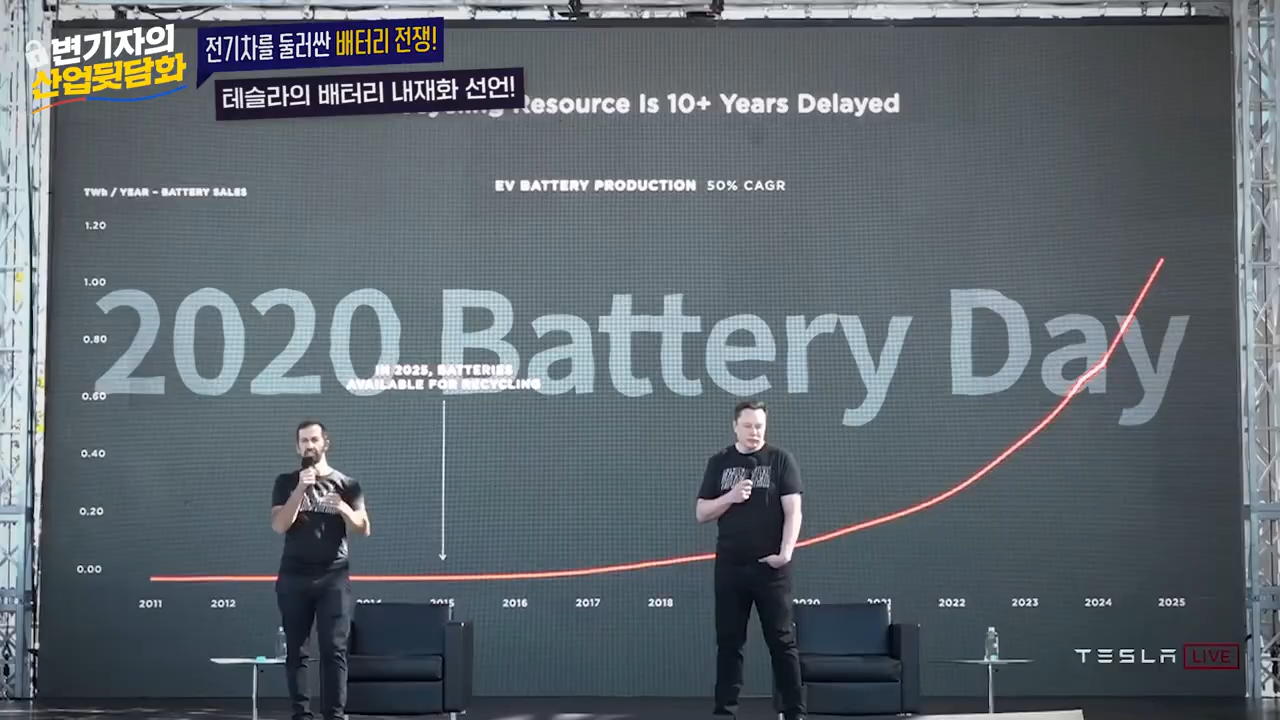 변기자의
산업뒷담화
전기차를 둘러싼 배터리 전쟁!
테슬라의 배터리 내재화 선언!
Resource Is 10+ Years Delayed
TWh / YEAR – BATTERY SALES
EV BATTERY PRODUCTION 50% CAGR
1.20
1.00
2020 Battery Day
0.80
IN 2025, BATTERIES
AVAILABLE FOR RECYCLING
0.60
0.40
0.20
0.00
2011 2012 2014 2015 2016 2017 2018 2020 2021 2022 2023 2024 2025
TESLA LIVE